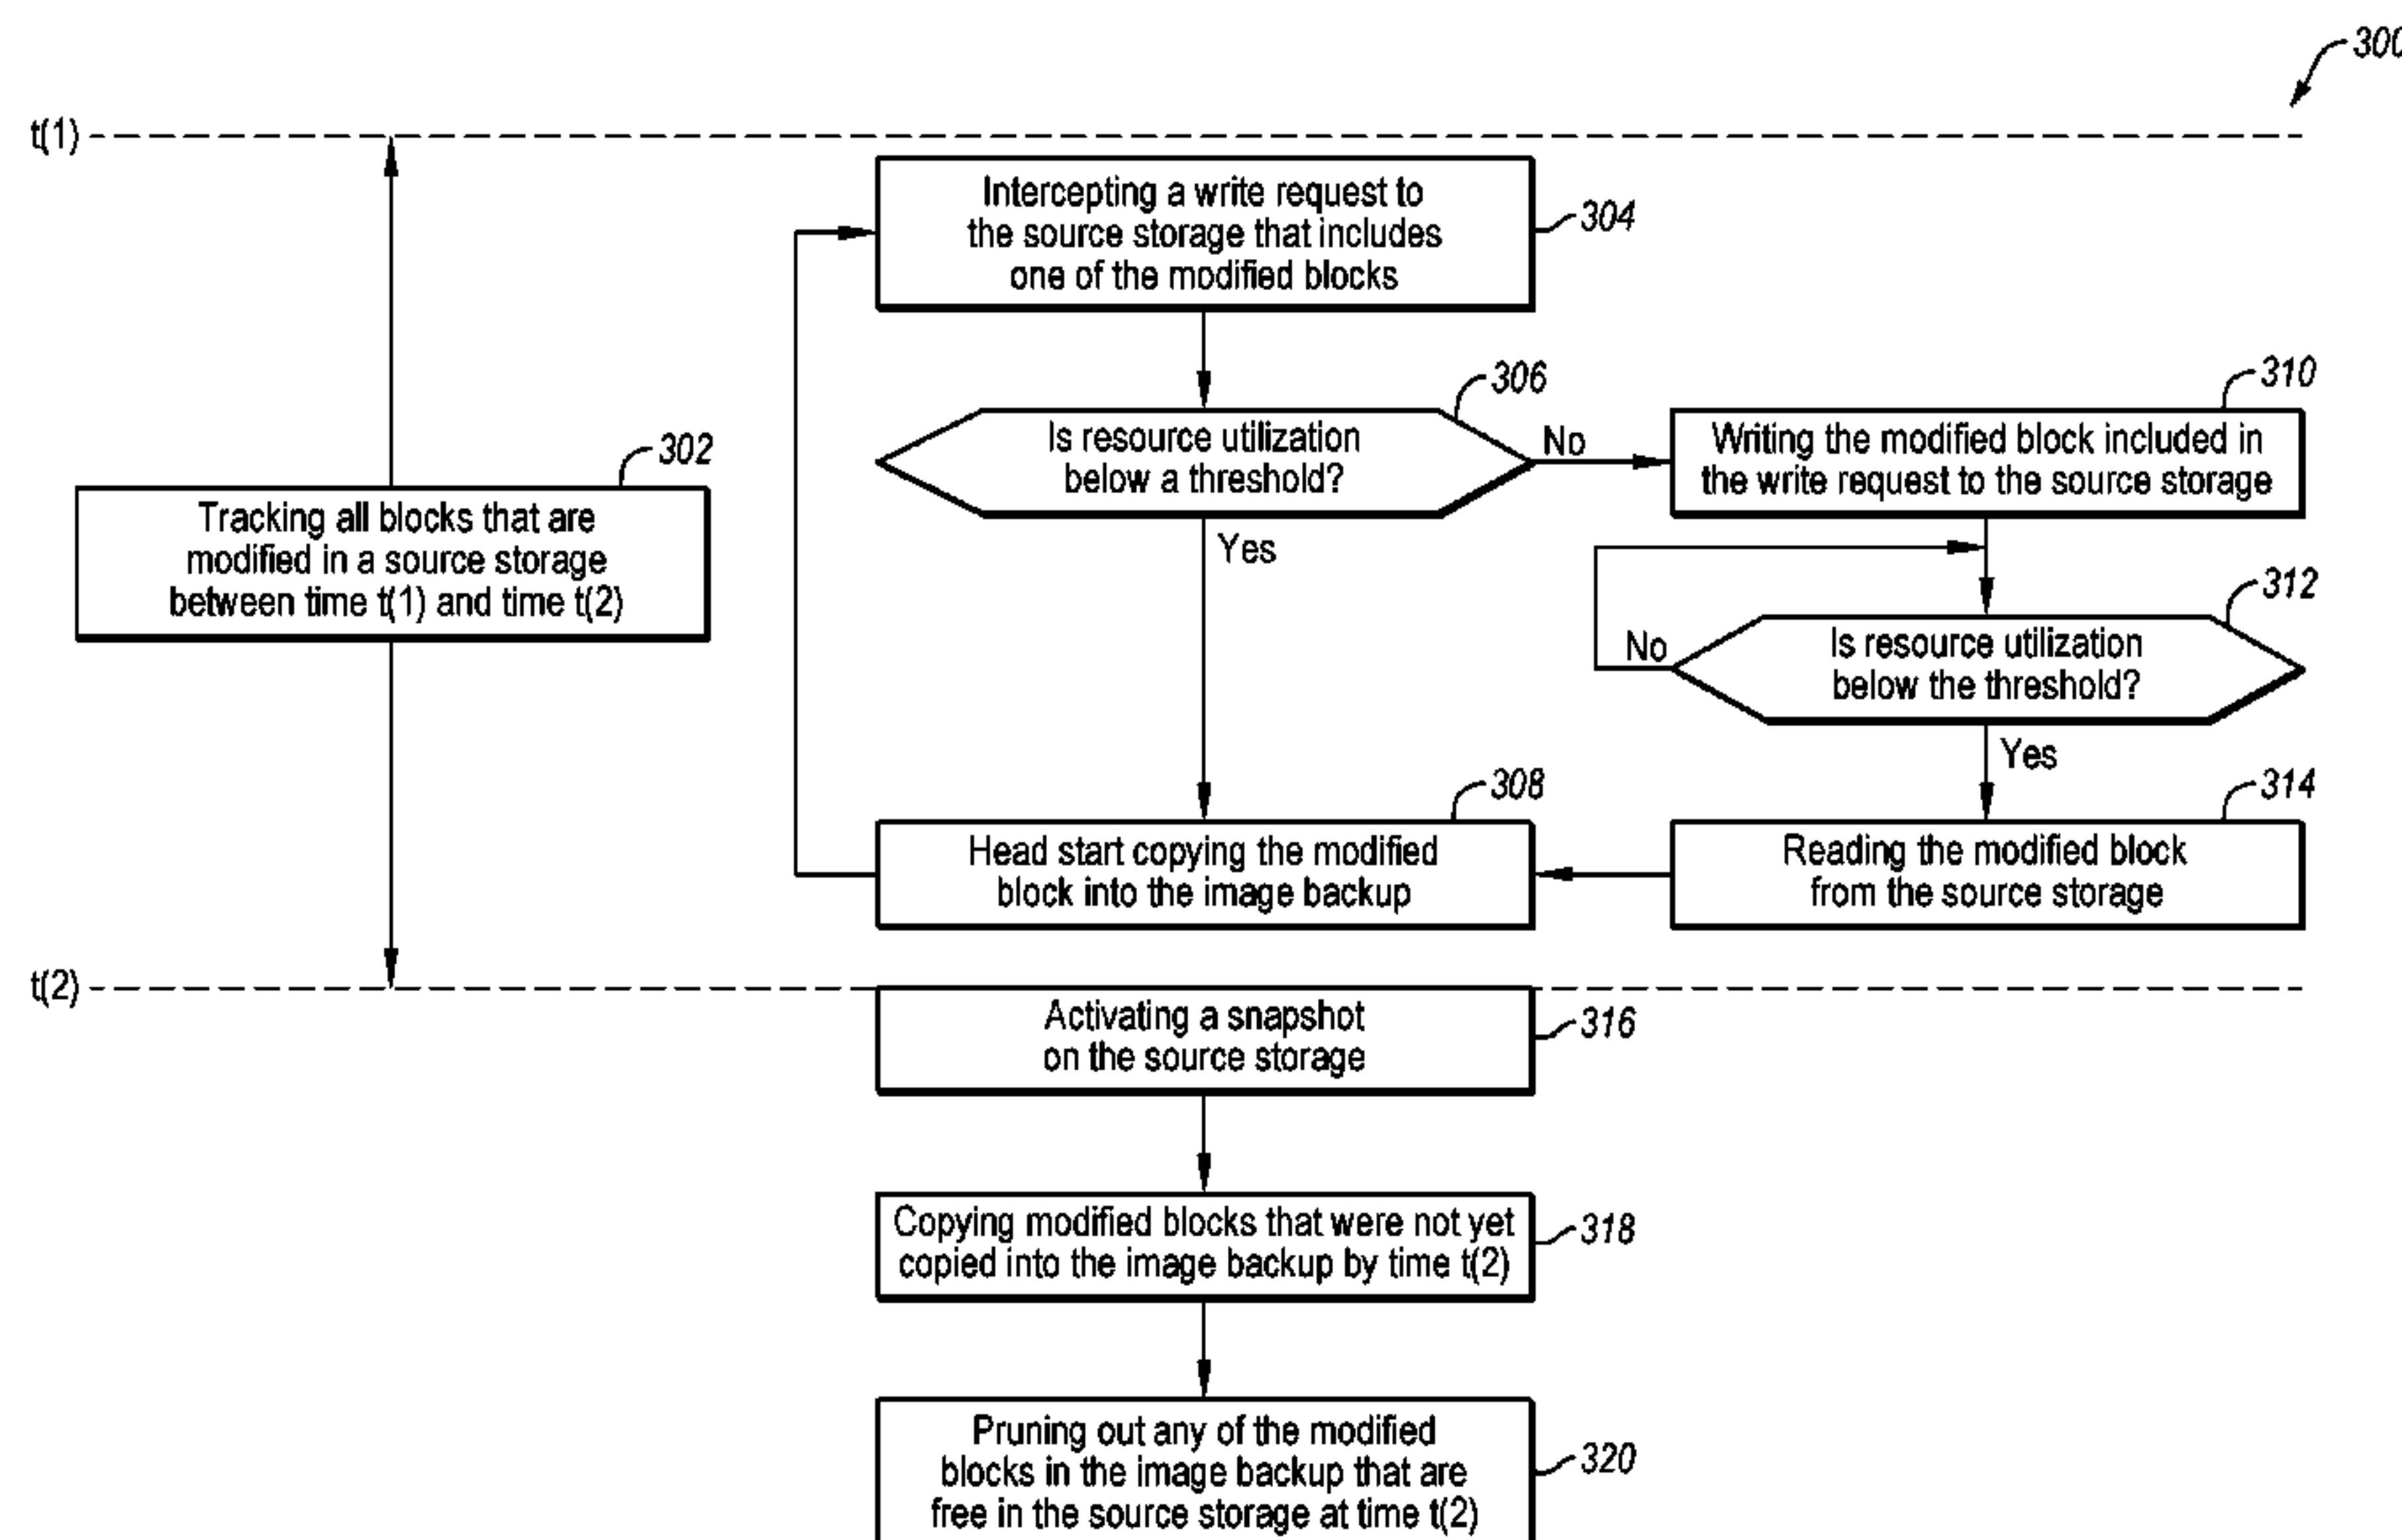 300
t(1)
Intercepting a write request to
the source storage that includes
one of the modified blocks
304
306
Is resource utilization
below a threshold?
No
Yes
310
Writing the modified block included in
the write request to the source storage
302
Tracking all blocks that are
modified in a source storage
between time t(1) and time t(2)
312
Is resource utilization
below the threshold?
No
Yes
308
Head start copying the modified
block into the image backup
314
Reading the modified block
from the source storage
t(2)
Activating a snapshot
on the source storage
316
Copying modified blocks that were not yet
copied into the image backup by time t(2)
318
Pruning out any of the modified
blocks in the image backup that are
free in the source storage at time t(2)
320